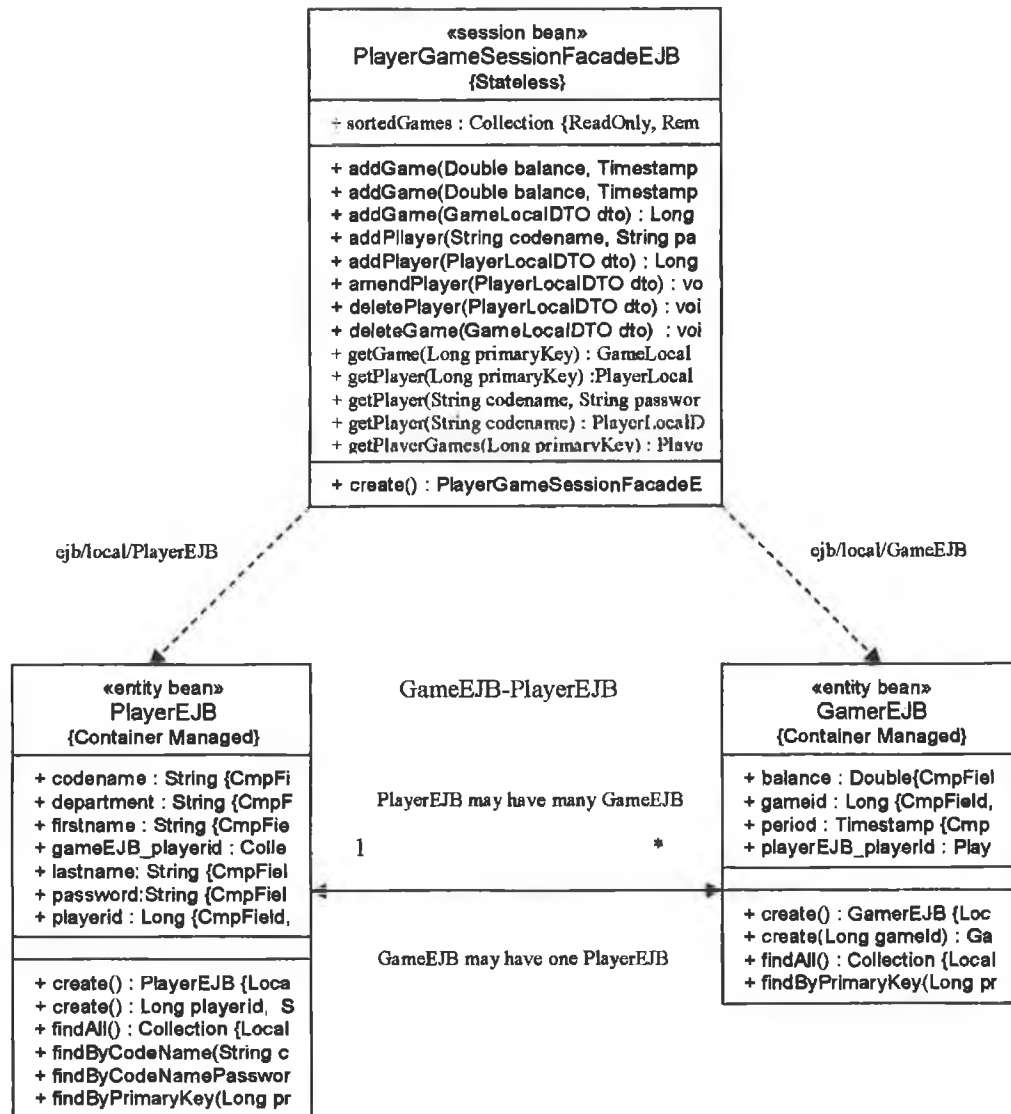 «session bean»
PlayerGameSessionFacadeEJB
{Stateless}
+ sortedGames : Collection {ReadOnly, Rem
+ addGame(Double balance, Timestamp
+ addGame(Double balance, Timestamp
+ addGame(GameLocalDTO dto) : Long
+ addPllayer(String codename, String pa
+ addPlayer(PlayerLocalDTO dto) : Long
+ amendPlayer(PlayerLocalDTO dto) : vo
+ deletePlayer(PlayerLocalDTO dto) : voi
+ deleteGame(GameLocalDTO dto) : voi
+ getGame(Long primaryKey) : GameLocal
+ getPlayer(Long primaryKey) :PlayerLocal
+ getPlayer(String codename, String passwor
+ getPlayer(String codename) : PlayerLocalD
+ getPlayerGames(Long primaryKey) : Playe
+ create() : PlayerGameSessionFacadeE
ejb/local/PlayerEJB
ejb/local/GameEJB
«entity bean»
PlayerEJB
{Container Managed}
+ codename : String {CmpFi
+ department : String {CmpF
+ firstname : String {CmpFie
+ gameEJB_playerid : Colle
+ lastname: String {CmpFiel
+ password:String {CmpFiel
+ playerid : Long {CmpField,
+ create() : PlayerEJB {Loca
+ create() : Long playerid, S
+ findAll() : Collection {Local
+ findByCodeName(String c
+ findByCodeNamePasswor
+ findByPrimaryKey(Long pr
GameEJB-PlayerEJB
PlayerEJB may have many GameEJB
1 *
GameEJB may have one PlayerEJB
«entity bean»
GamerEJB
{Container Managed}
+ balance : Double{CmpFiel
+ gameid : Long {CmpField,
+ period : Timestamp {Cmp
+ playerEJB_playerId : Play
+ create() : GamerEJB {Loc
+ create(Long gameId) : Ga
+ findAll() : Collection {Local
+ findByPrimaryKey(Long pr